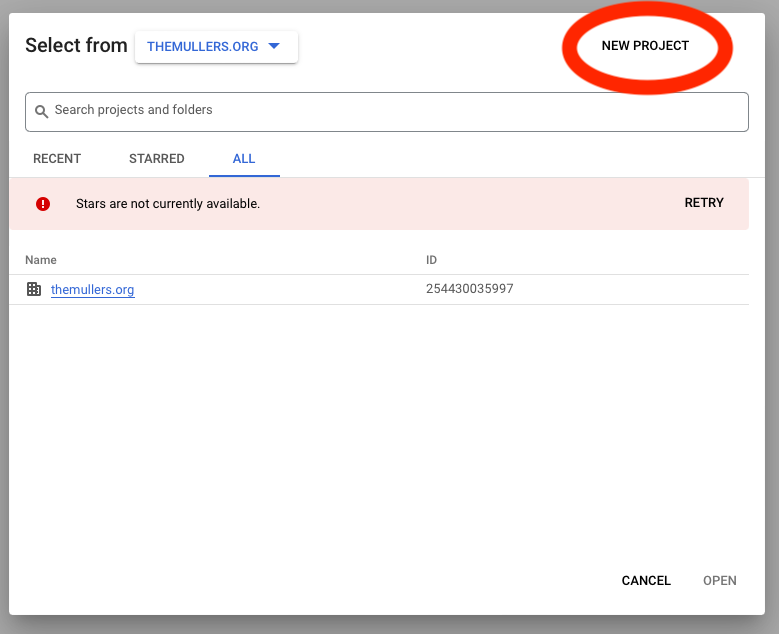 Select from THEMULLERS.ORG NEW PROJECT
Search projects and folders
RECENT STARRED ALL
Stars are not currently available. RETRY
Name ID
themullers.org 254430035997
CANCEL OPEN